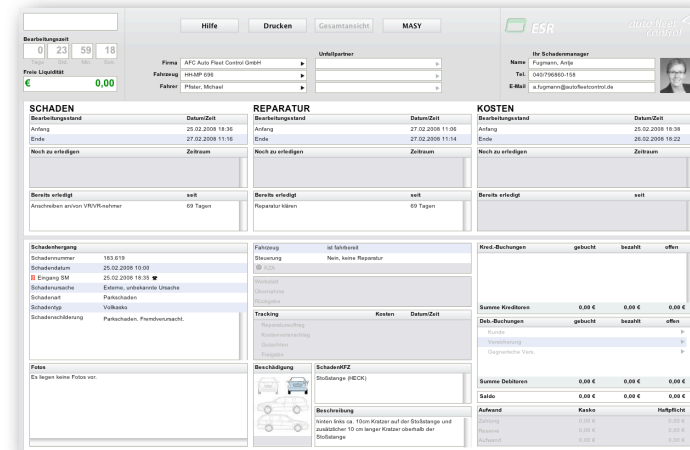 Hilfe Drucken Gesamtansicht MASY
ESR
auto fleet control
Bearbeitungszeit
0 23 59 18
Tage Std. Min. Sek.
Freie Liquidität
€ 0,00
Unfallpartner
Ihr Schadenmanager
Firma AFC Auto Fleet Control GmbH
Name Fugmann, Antje
Fahrzeug HH-MP 696
Tel. 040/796860-158
Fahrer Pfister, Michael
E-Mail a.fugmann@autofleetcontrol.de
SCHADEN REPARATUR KOSTEN
Bearbeitungsstand Datum/Zeit Bearbeitungsstand Datum/Zeit Bearbeitungsstand Datum/Zeit
Anfang 25.02.2008 18:36 Anfang 27.02.2008 11:06 Anfang 25.02.2008 18:38
Ende 27.02.2008 11:16 Ende 27.02.2008 11:14 Ende 26.02.2008 18:22
Noch zu erledigen Zeitraum Noch zu erledigen Zeitraum Noch zu erledigen Zeitraum
Bereits erledigt seit Bereits erledigt seit Bereits erledigt seit
Anschreiben an/von VR/VR-nehmer 69 Tagen Reparatur klären 69 Tagen
Schadenhergang
Schadennummer 183.619
Schadendatum 25.02.2008 10:00
Eingang SM 25.02.2008 18:35
Schadenursache Externe, unbekannte Ursache
Schadenart Parkschaden
Schadentyp Vollkasko
Schadenschilderung Parkschaden, Fremdverursacht.
Fahrzeug ist fahrbereit
Steuerung Nein, keine Reparatur
RZA
Werkstatt
Übernahme
Rückgabe
Tracking Kosten Datum/Zeit
Reparaturauftrag
Kostenvoranschlag
Gutachten
Freigabe
Kred.-Buchungen gebucht bezahlt offen
Summe Kreditoren 0,00 € 0,00 € 0,00 €
Deb.-Buchungen gebucht bezahlt offen
Kunde
Versicherung
Gegnerische Vers.
Summe Debitoren 0,00 € 0,00 € 0,00 €
Saldo 0,00 € 0,00 € 0,00 €
Aufwand Kasko Haftpflicht
Zahlung 0,00 € 0,00 €
Reserve 0,00 € 0,00 €
Aufwand 0,00 € 0,00 €
Fotos
Es liegen keine Fotos vor.
Beschädigung SchadenKFZ
Stoßstange (HECK)
Beschreibung
hinten links ca. 10cm Kratzer auf der Stoßstange und
zusätzlicher 10 cm langer Kratzer oberhalb der
Stoßstange